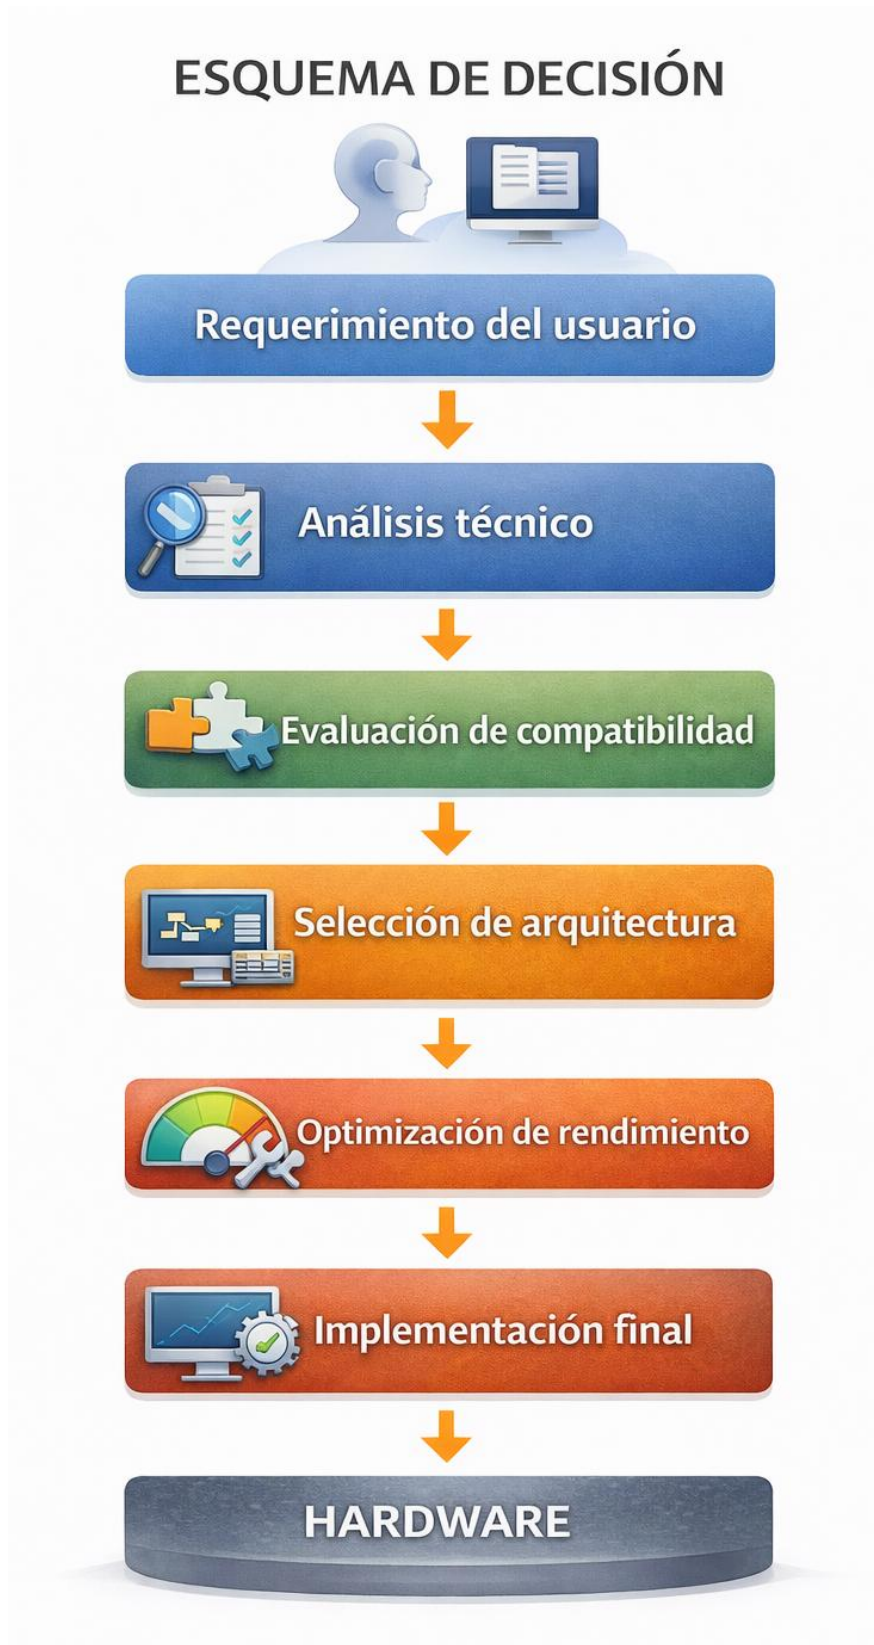 ESQUEMA DE DECISIÓN
Requerimiento del usuario
Análisis técnico
Evaluación de compatibilidad
Selección de arquitectura
Optimización de rendimiento
Implementación final
HARDWARE